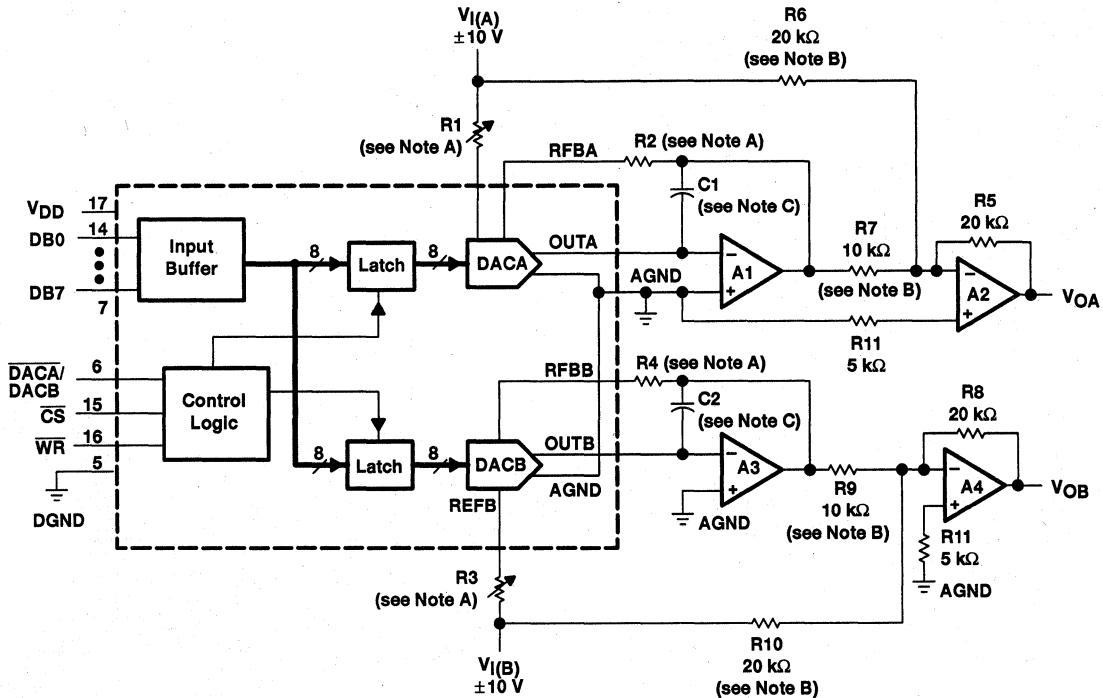 VI(A)
±10 V
R6
20 kΩ
(see Note B)
R1
(see Note A)
RFBA
R2 (see Note A)
C1
(see Note C)
R5
20 kΩ
R7
10 kΩ
(see Note B)
VDD
17
DB0
14
DB7
7
Input
Buffer
8
Latch
8
DACA
OUTA
AGND
A1
−
+
A2
−
+
VOA
R11
5 kΩ
DACA/
DACB
6
CS
15
WR
16
5
DGND
Control
Logic
RFBB
R4 (see Note A)
C2
(see Note C)
R8
20 kΩ
8
Latch
8
DACB
OUTB
AGND
REFB
A3
−
+
AGND
R9
10 kΩ
(see Note B)
A4
−
+
VOB
R11
5 kΩ
AGND
R3
(see Note A)
VI(B)
±10 V
R10
20 kΩ
(see Note B)